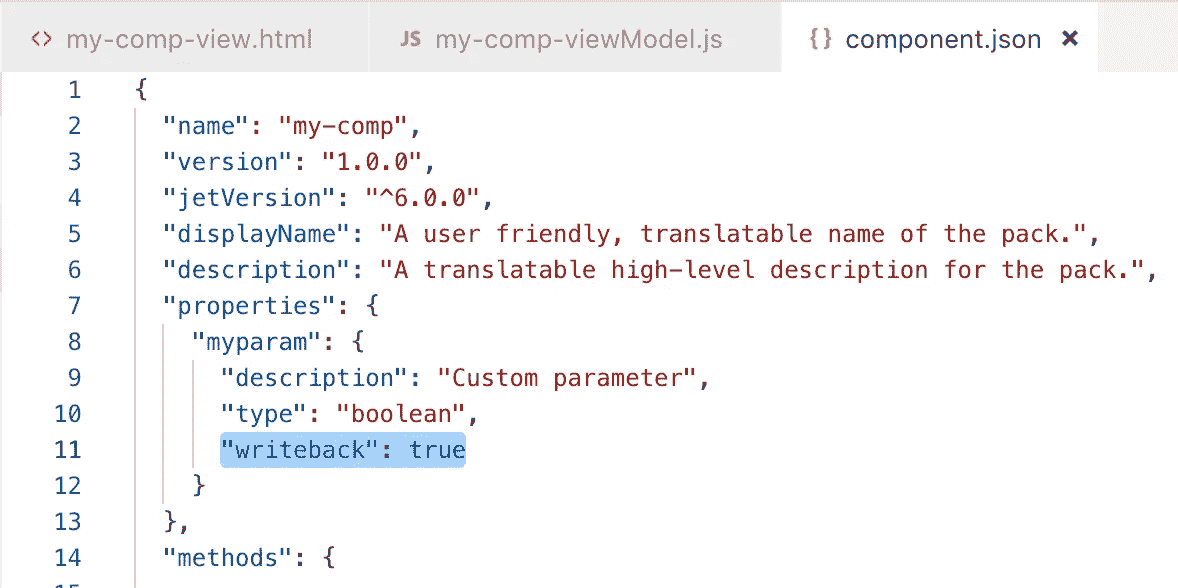 <> my-comp-view.html JS my-comp-viewModel.js {} component.json ×
1 {
2 "name": "my-comp",
3 "version": "1.0.0",
4 "jetVersion": "^6.0.0",
5 "displayName": "A user friendly, translatable name of the pack.",
6 "description": "A translatable high-level description for the pack.",
7 "properties": {
8 "myparam": {
9 "description": "Custom parameter",
10 "type": "boolean",
11 "writeback": true
12 }
13 },
14 "methods": {